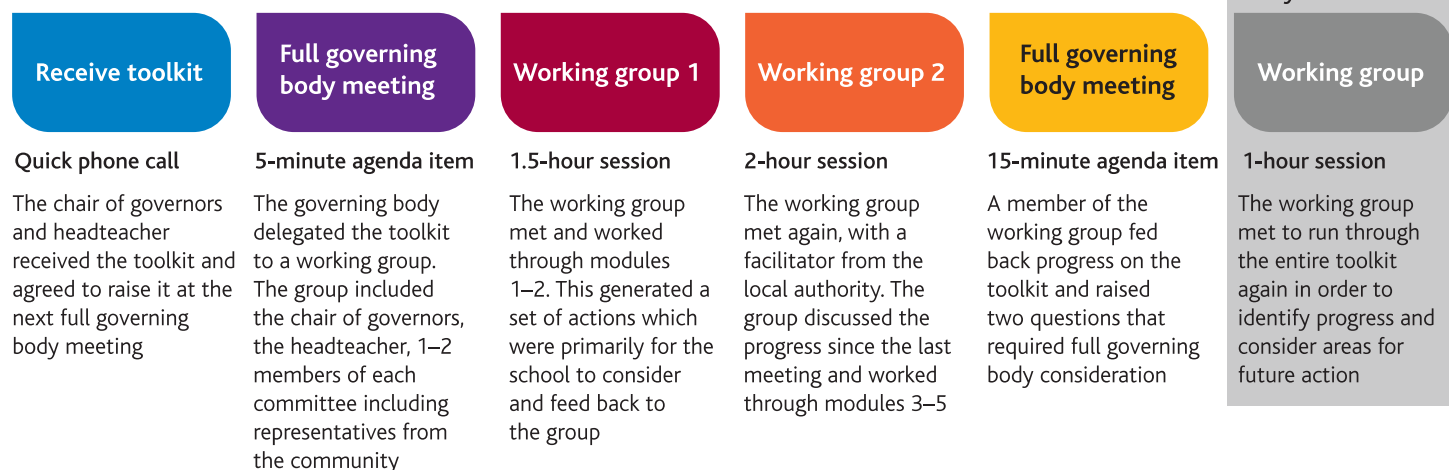 Receive toolkit
Quick phone call
The chair of governors
and headteacher
received the toolkit and
agreed to raise it at the
next full governing
body meeting
Full governing
body meeting
5-minute agenda item
The governing body
delegated the toolkit
to a working group.
The group included
the chair of governors,
the headteacher, 1–2
members of each
committee including
representatives from
the community
Working group 1
1.5-hour session
The working group
met and worked
through modules
1–2. This generated a
set of actions which
were primarily for the
school to consider
and feed back to
the group
Working group 2
2-hour session
The working group
met again, with a
facilitator from the
local authority. The
group discussed the
progress since the last
meeting and worked
through modules 3–5
Full governing
body meeting
15-minute agenda item
A member of the
working group fed
back progress on the
toolkit and raised
two questions that
required full governing
body consideration
Working group
1-hour session
The working group
met to run through
the entire toolkit
again in order to
identify progress and
consider areas for
future action